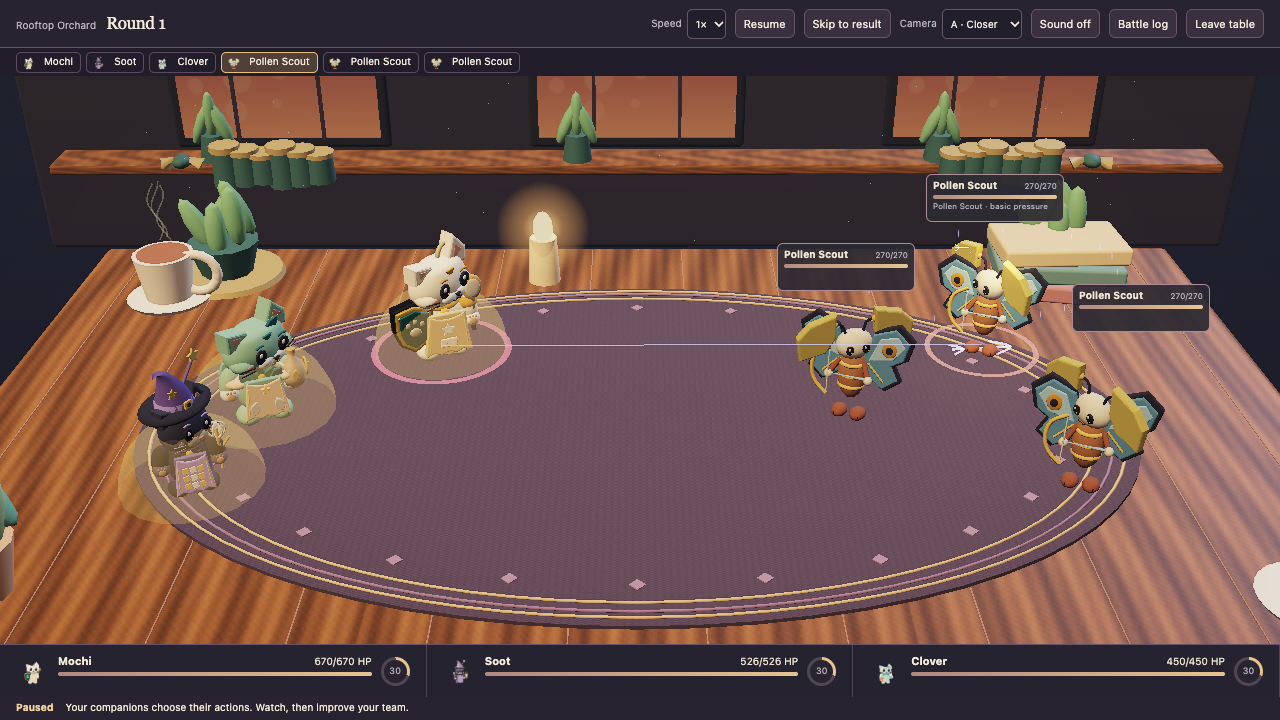 Rooftop Orchard Round 1
Speed 1x Resume Skip to result Camera A · Closer Sound off Battle log Leave table
Mochi Soot Clover Pollen Scout Pollen Scout Pollen Scout
Pollen Scout 270/270
Pollen Scout · basic pressure
Pollen Scout 270/270
Pollen Scout 270/270
Mochi 670/670 HP 30
Soot 526/526 HP 30
Clover 450/450 HP 30
Paused Your companions choose their actions. Watch, then improve your team.